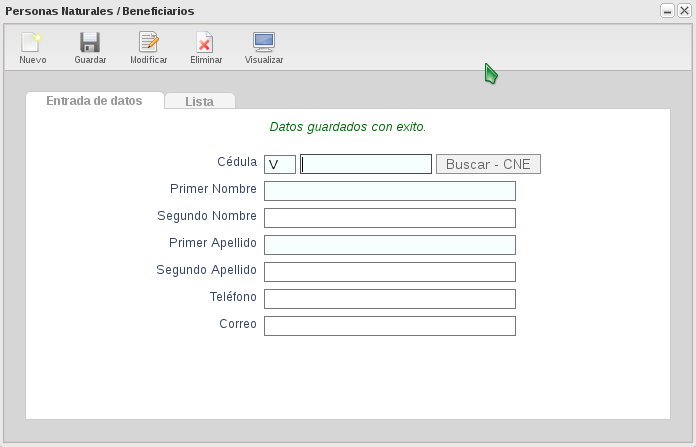 Personas Naturales / Beneficiarios
Nuevo Guardar Modificar Eliminar Visualizar
Entrada de datos Lista
Datos guardados con exito.
Cédula V Buscar - CNE
Primer Nombre
Segundo Nombre
Primer Apellido
Segundo Apellido
Teléfono
Correo